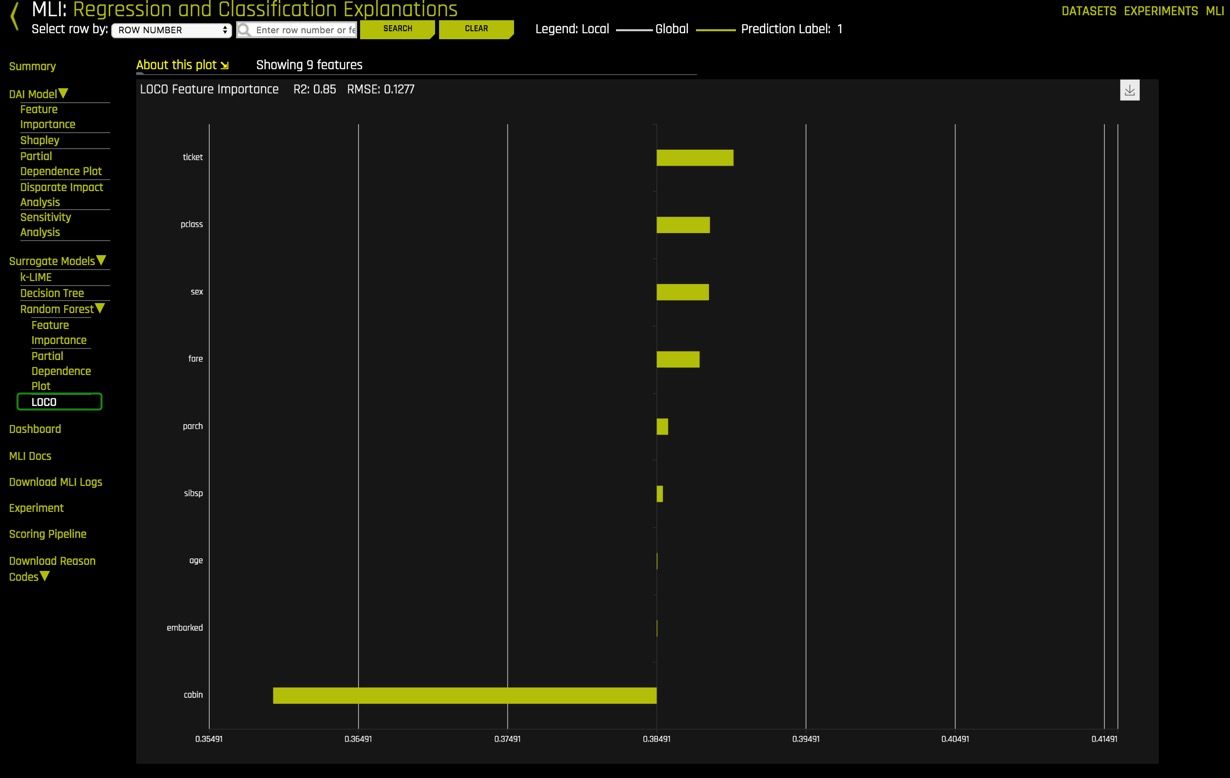 MLI: Regression and Classification Explanations
DATASETS EXPERIMENTS MLI
Select row by: ROW NUMBER Enter row number or fe SEARCH CLEAR Legend: Local Global Prediction Label: 1
Summary
DAI Model
Feature
Importance
Shapley
Partial
Dependence Plot
Disparate Impact
Analysis
Sensitivity
Analysis
Surrogate Models
k-LIME
Decision Tree
Random Forest
Feature
Importance
Partial
Dependence
Plot
LOCO
Dashboard
MLI Docs
Download MLI Logs
Experiment
Scoring Pipeline
Download Reason
Codes
About this plot Showing 9 features
LOCO Feature Importance R2: 0.85 RMSE: 0.1277
ticket
pclass
sex
fare
parch
sibsp
age
embarked
cabin
0.35491 0.36491 0.37491 0.38491 0.39491 0.40491 0.41491